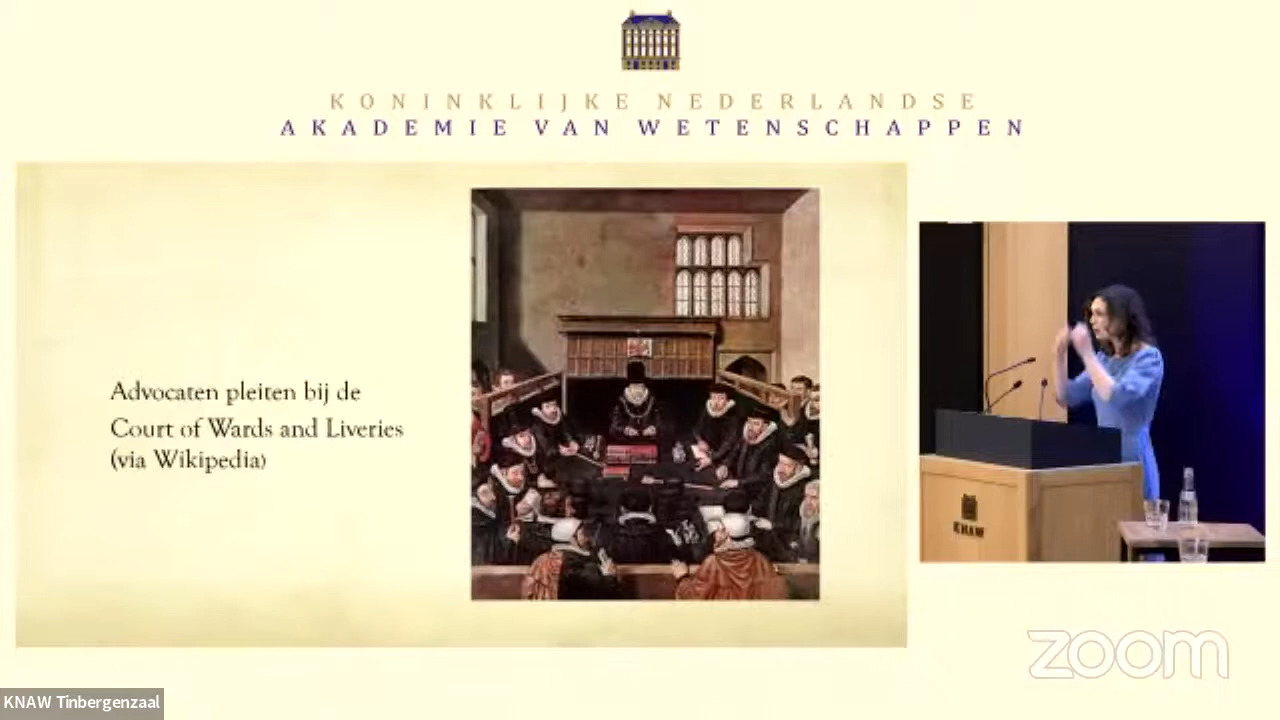 KONINKLIJKE NEDERLANDSE
AKADEMIE VAN WETENSCHAPPEN
Advocaten pleiten bij de
Court of Wards and Liveries
(via Wikipedia)
KNAW
zoom
KNAW Tinbergenzaal